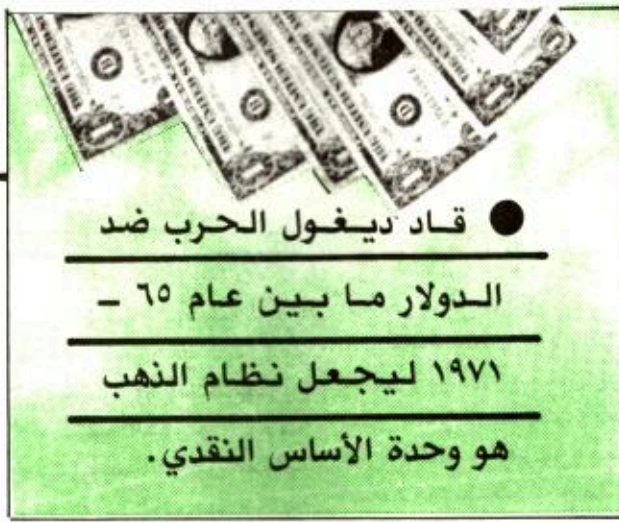 ● قاد ديغول الحرب ضد
الدولار ما بين عام ٦٥ ـ
١٩٧١ ليجعل نظام الذهب
هو وحدة الأساس النقدي.